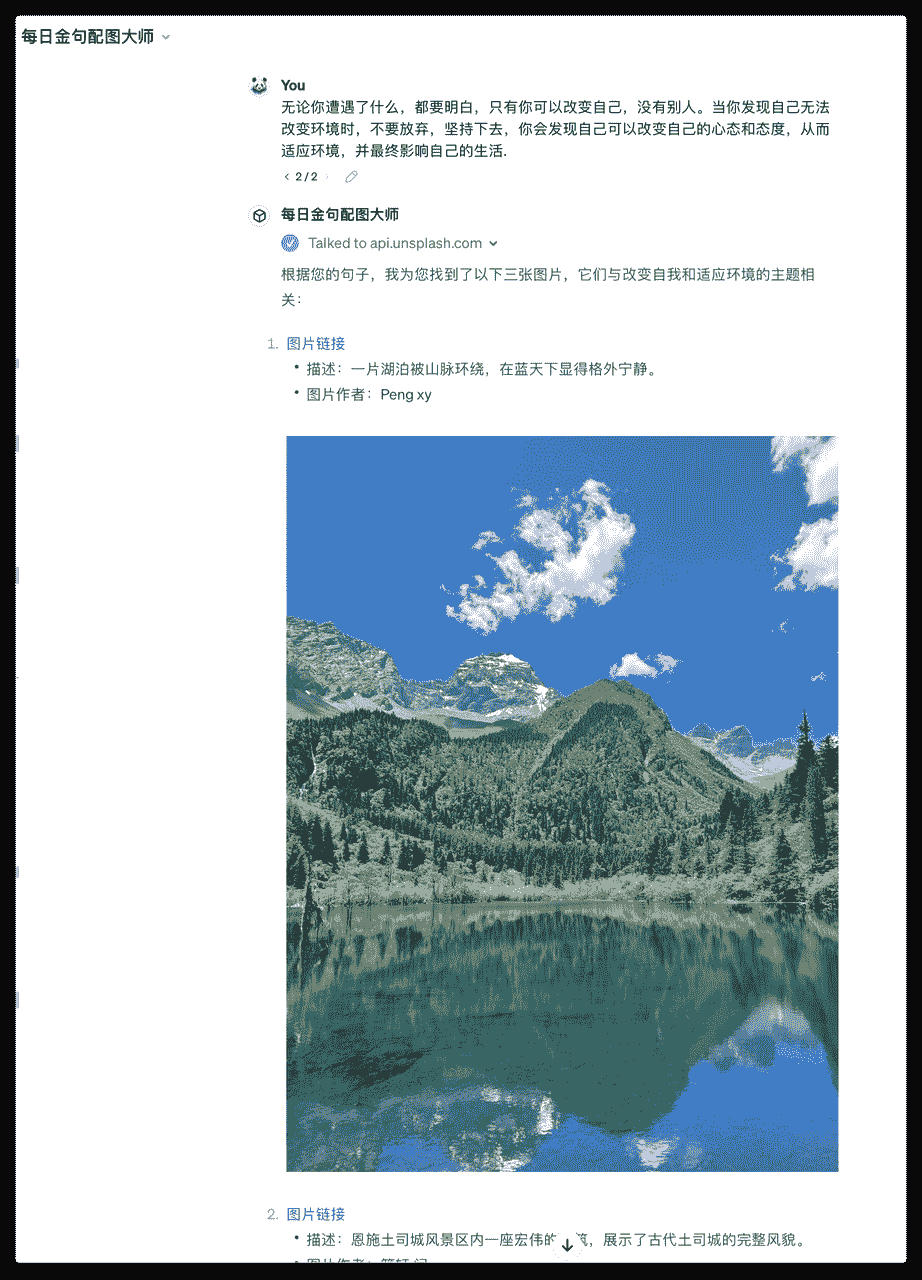 每日金句配图大师
You
无论你遭遇了什么，都要明白，只有你可以改变自己，没有别人。当你发现自己无法
改变环境时，不要放弃，坚持下去，你会发现自己可以改变自己的心态和态度，从而
适应环境，并最终影响自己的生活.
2/2
每日金句配图大师
Talked to api.unsplash.com
根据您的句子，我为您找到了以下三张图片，它们与改变自我和适应环境的主题相
关：
1. 图片链接
• 描述：一片湖泊被山脉环绕，在蓝天下显得格外宁静。
• 图片作者：Peng xy
2. 图片链接
• 描述：恩施土司城风景区内一座宏伟的 ，展示了古代土司城的完整风貌。
• 图片作者：